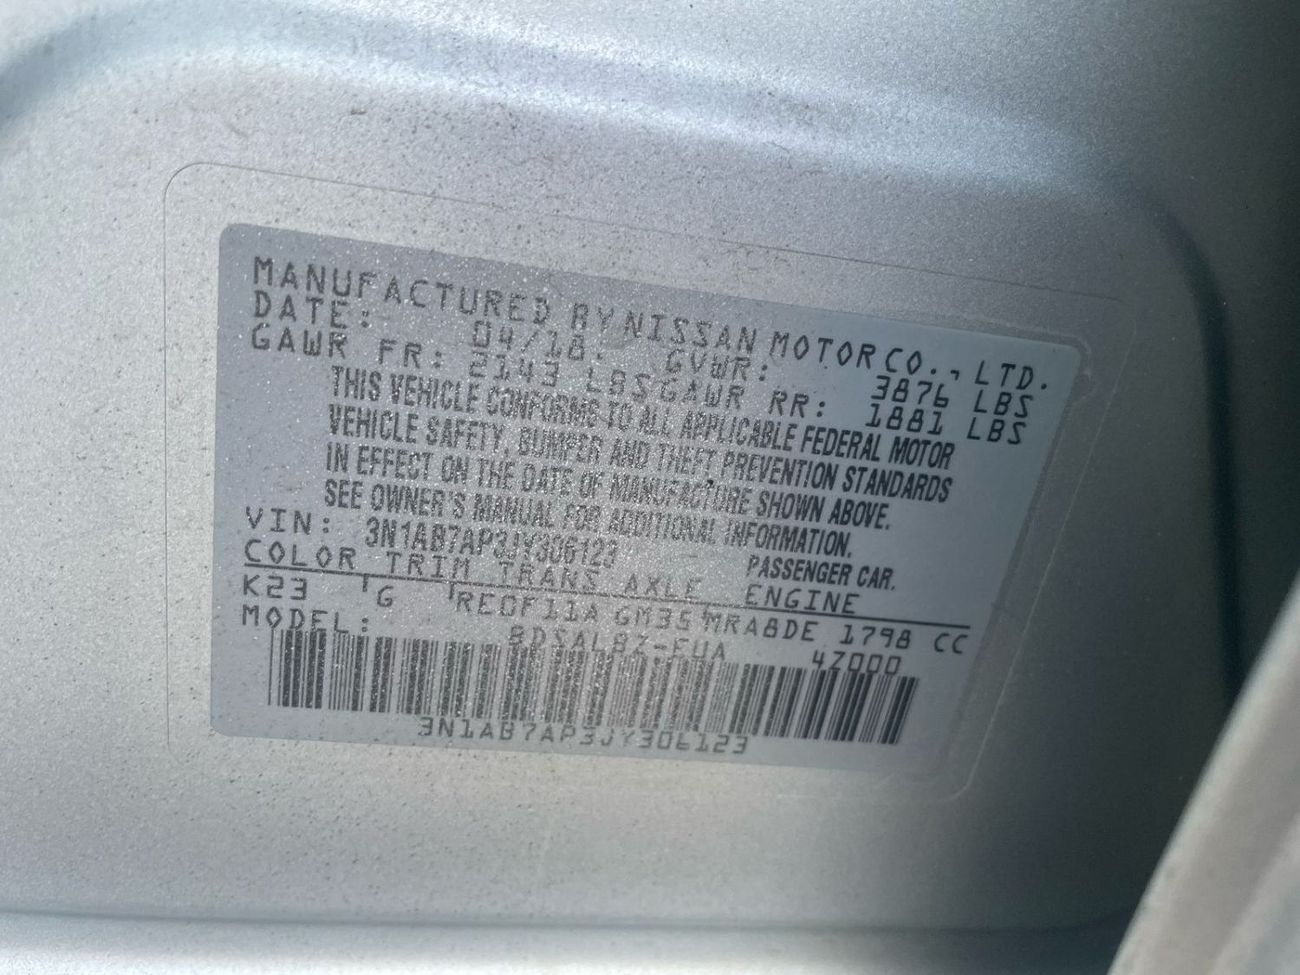 MANUFACTURED BY NISSAN MOTOR CO., LTD.
DATE: 04/18. GVWR: 3876 LBS
GAWR FR: 2143 LBS GAWR RR: 1881 LBS
THIS VEHICLE CONFORMS TO ALL APPLICABLE FEDERAL MOTOR
VEHICLE SAFETY, BUMPER AND THEFT PREVENTION STANDARDS
IN EFFECT ON THE DATE OF MANUFACTURE SHOWN ABOVE.
SEE OWNER'S MANUAL FOR ADDITIONAL INFORMATION.
VIN: 3N1AB7AP3JY306123 PASSENGER CAR.
COLOR TRIM TRANS AXLE ENGINE
K23 G RE0F11A GM35 MRA8DE 1798 CC
MODEL: BDSALBZ-EUA 47000
3N1AB7AP3JY306123